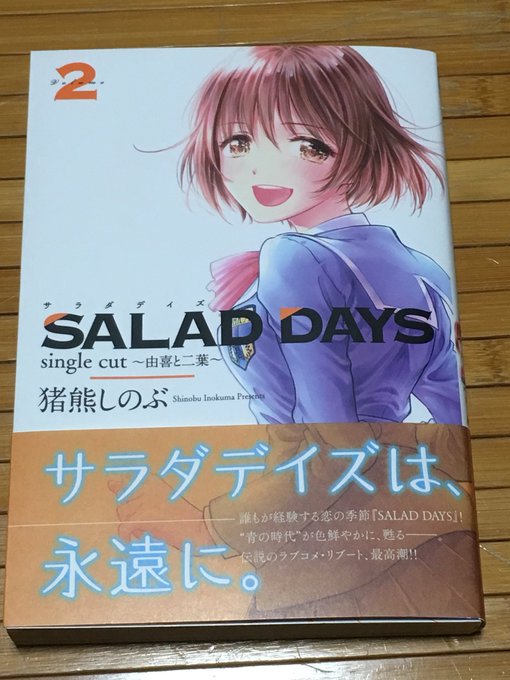 2
Volume
サラダデイズ
SALAD DAYS
single cut ～由喜と二葉～
猪熊しのぶ Shinobu Inokuma Presents
サラダデイズは、
永遠に。
誰もが経験する恋の季節『SALAD DAYS』!
“青の時代”が色鮮やかに、甦る
伝説のラブコメ・リブート、最高潮!!